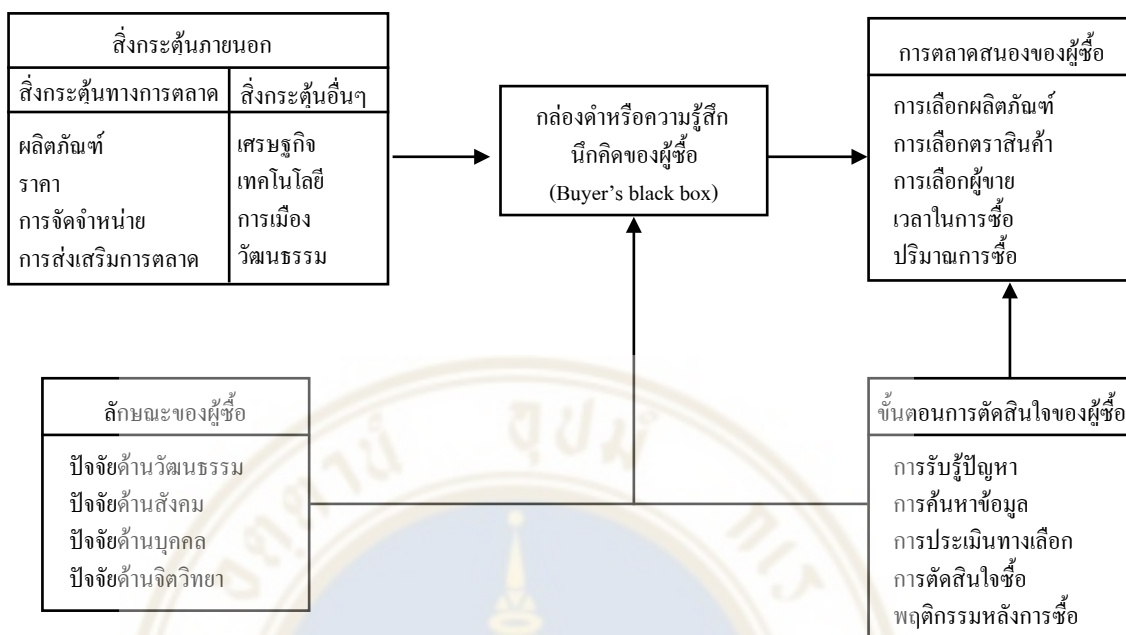 สิ่งกระตุ้นภายนอก
สิ่งกระตุ้นทางการตลาด
สิ่งกระตุ้นอื่นๆ
ผลิตภัณฑ์
ราคา
การจัดจำหน่าย
การส่งเสริมการตลาด
เศรษฐกิจ
เทคโนโลยี
การเมือง
วัฒนธรรม
กล่องดำหรือความรู้สึก
นึกคิดของผู้ซื้อ
(Buyer’s black box)
การตลาดสนองของผู้ซื้อ
การเลือกผลิตภัณฑ์
การเลือกตราสินค้า
การเลือกผู้ขาย
เวลาในการซื้อ
ปริมาณการซื้อ
ลักษณะของผู้ซื้อ
ปัจจัยด้านวัฒนธรรม
ปัจจัยด้านสังคม
ปัจจัยด้านบุคคล
ปัจจัยด้านจิตวิทยา
ขั้นตอนการตัดสินใจของผู้ซื้อ
การรับรู้ปัญหา
การค้นหาข้อมูล
การประเมินทางเลือก
การตัดสินใจซื้อ
พฤติกรรมหลังการซื้อ